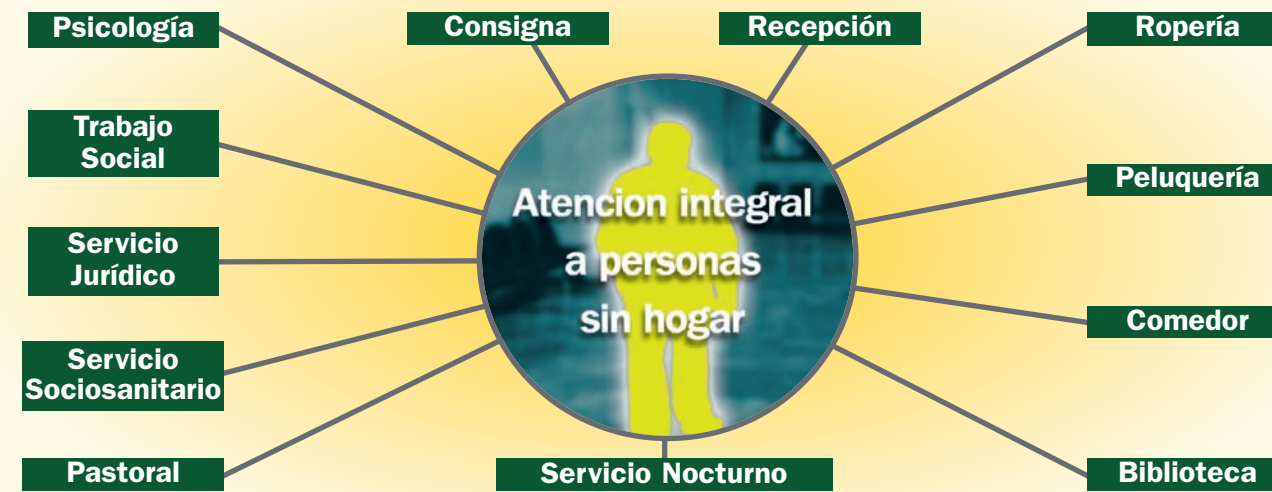 Psicología
Consigna
Recepción
Ropería
Trabajo
Social
Peluquería
Atencion integral
a personas
sin hogar
Servicio
Jurídico
Comedor
Servicio
Sociosanitario
Pastoral
Servicio Nocturno
Biblioteca